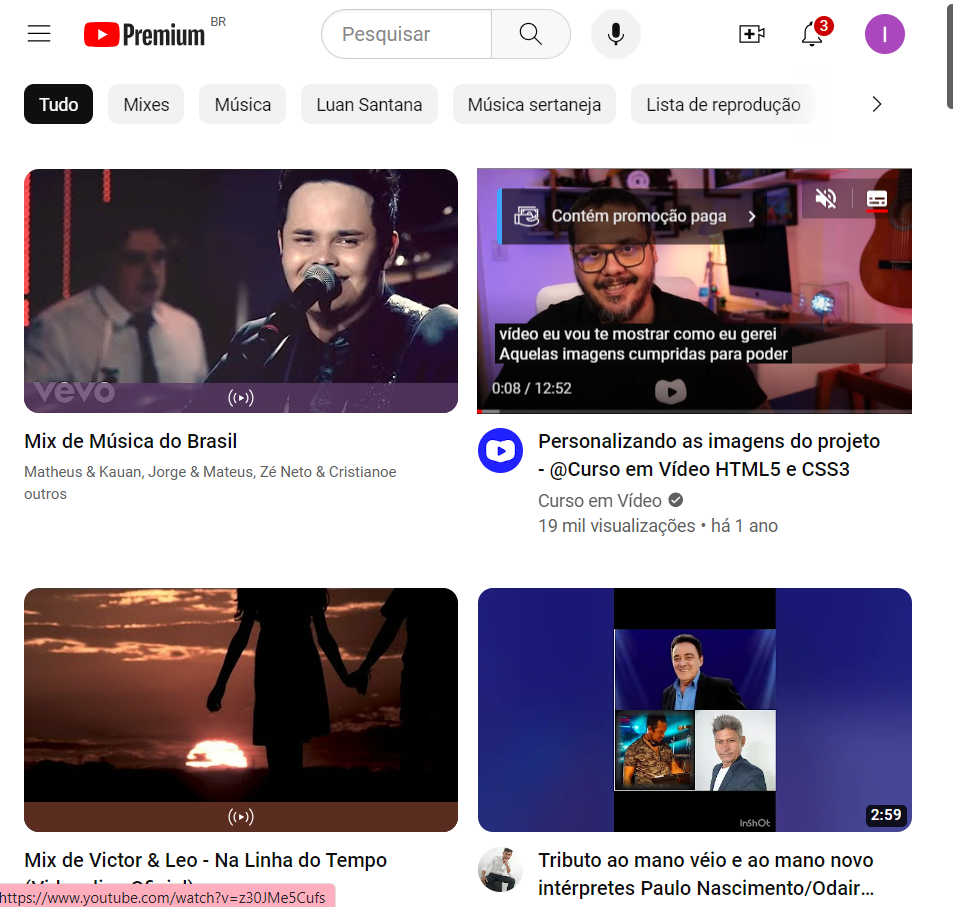 Premium BR
Pesquisar
3
I
Tudo
Mixes
Música
Luan Santana
Música sertaneja
Lista de reprodução
vevo
Mix de Música do Brasil
Matheus & Kauan, Jorge & Mateus, Zé Neto & Cristianoe
outros
Contém promoção paga
vídeo eu vou te mostrar como eu gerei
Aquelas imagens cumpridas para poder
0:08 / 12:52
Personalizando as imagens do projeto
- @Curso em Vídeo HTML5 e CSS3
Curso em Vídeo
19 mil visualizações • há 1 ano
Mix de Victor & Leo - Na Linha do Tempo
InShOt
2:59
Tributo ao mano véio e ao mano novo
intérpretes Paulo Nascimento/Odair...
https://www.youtube.com/watch?v=z30JMe5Cufs